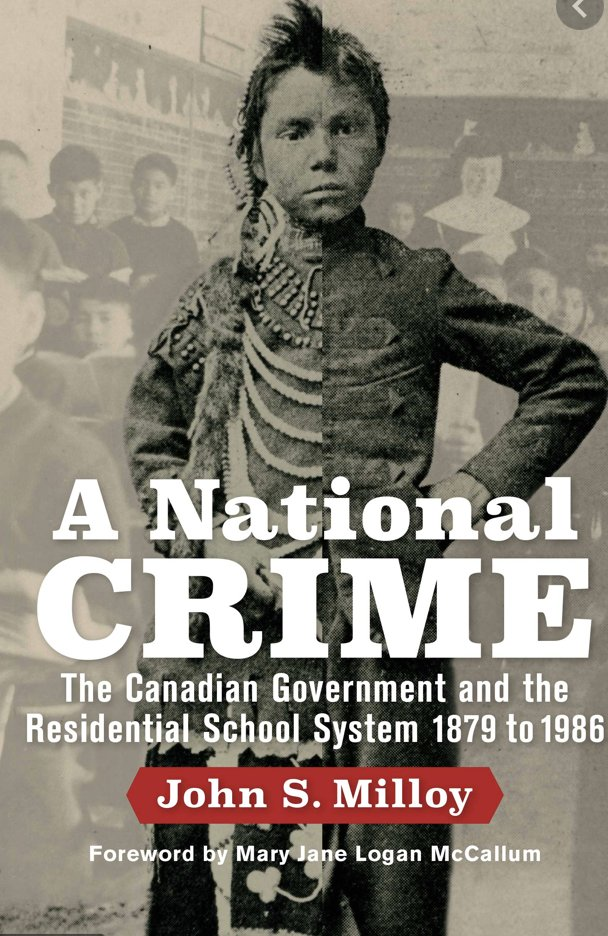 A National
CRIME
The Canadian Government and the
Residential School System 1879 to 1986
John S. Milloy
Foreword by Mary Jane Logan McCallum